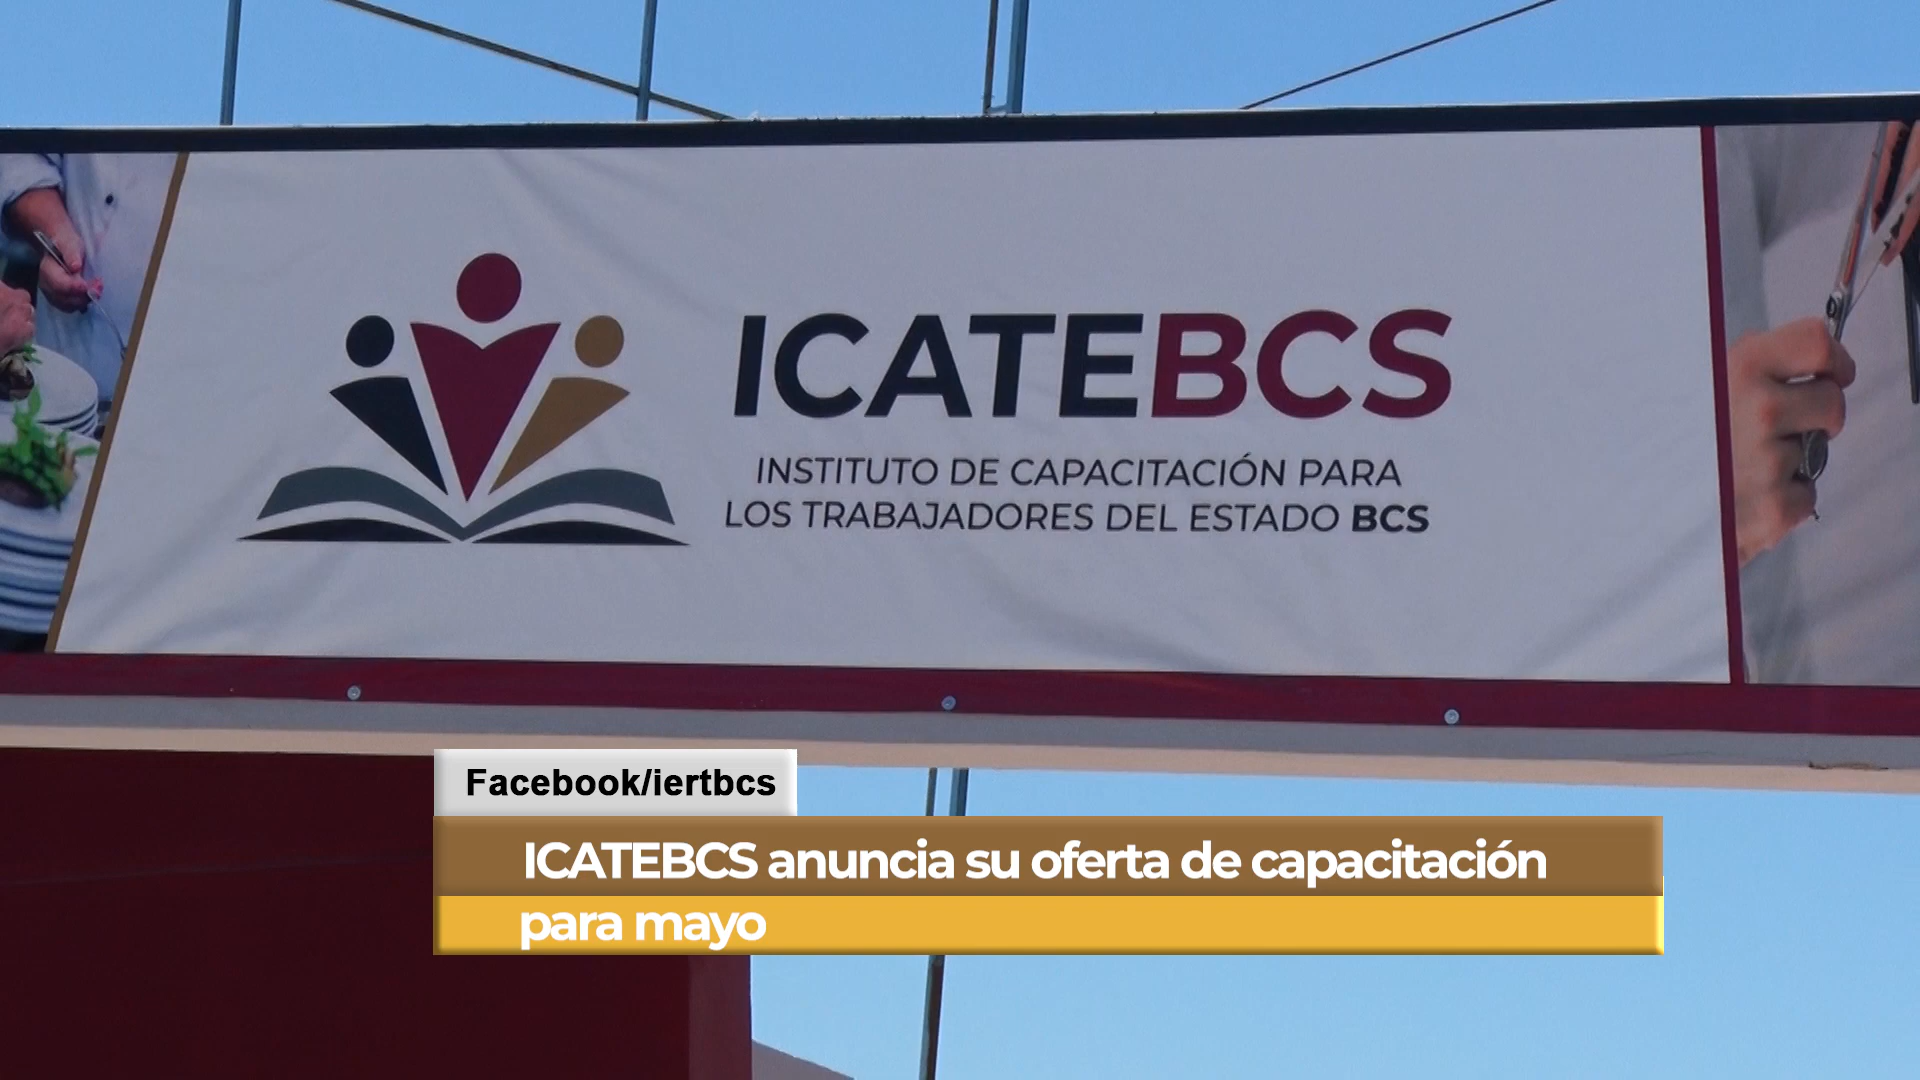 ICATEBCS
INSTITUTO DE CAPACITACIÓN PARA
LOS TRABAJADORES DEL ESTADO BCS
Facebook/iertbcs
ICATEBCS anuncia su oferta de capacitación
para mayo